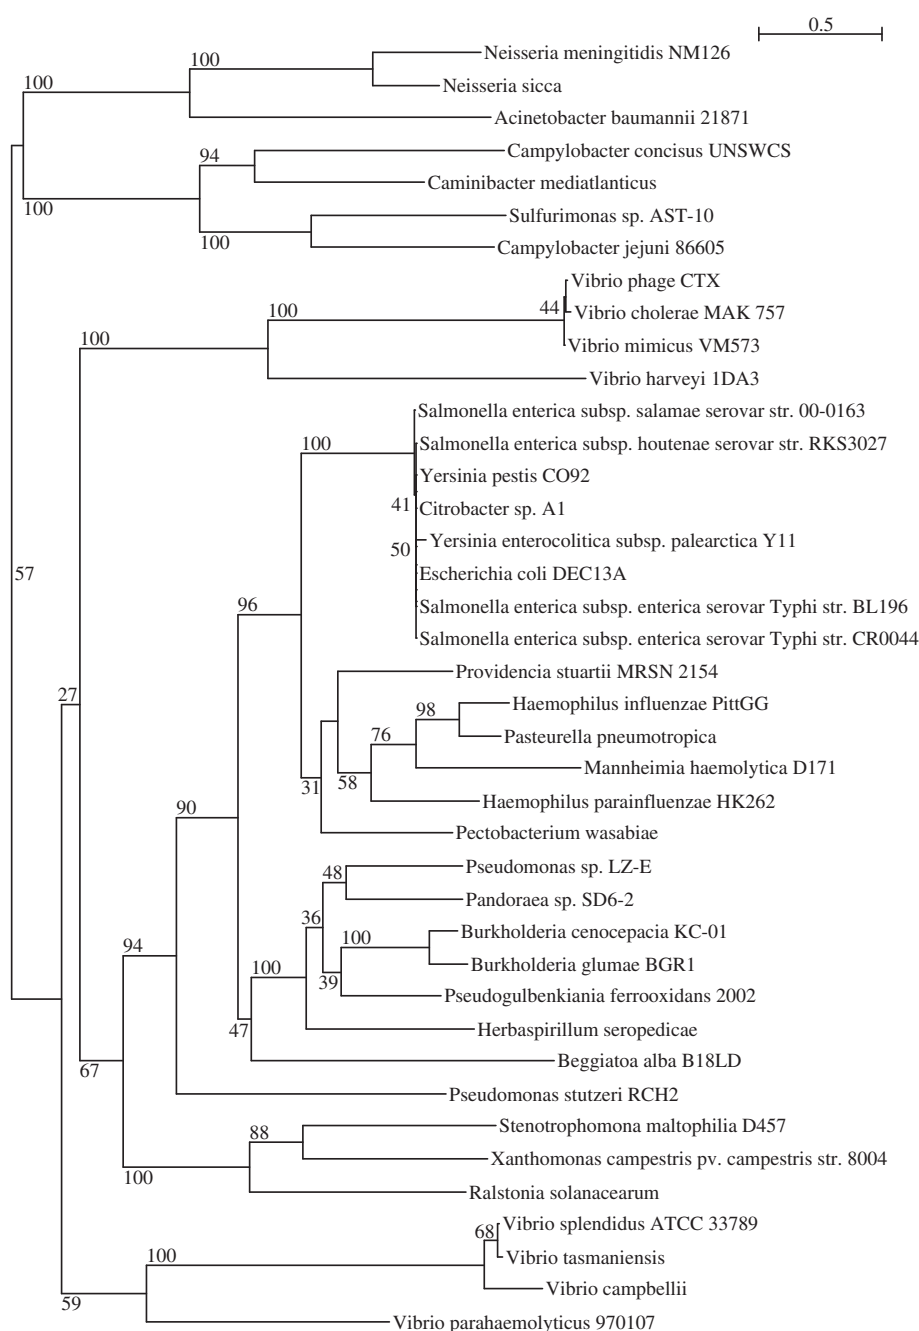 0.5
100
Neisseria meningitidis NM126
100
Neisseria sicca
Acinetobacter baumannii 21871
94
Campylobacter concisus UNSWCS
Caminibacter mediatlanticus
100
Sulfurimonas sp. AST-10
100
Campylobacter jejuni 86605
Vibrio phage CTX
44
Vibrio cholerae MAK 757
100
100
Vibrio mimicus VM573
Vibrio harveyi 1DA3
Salmonella enterica subsp. salamae serovar str. 00-0163
100
Salmonella enterica subsp. houtenae serovar str. RKS3027
Yersinia pestis CO92
41
Citrobacter sp. A1
Yersinia enterocolitica subsp. palearctica Y11
50
57
Escherichia coli DEC13A
96
Salmonella enterica subsp. enterica serovar Typhi str. BL196
Salmonella enterica subsp. enterica serovar Typhi str. CR0044
Providencia stuartii MRSN 2154
27
98
Haemophilus influenzae PittGG
76
Pasteurella pneumotropica
Mannheimia haemolytica D171
58
31
Haemophilus parainfluenzae HK262
90
Pectobacterium wasabiae
48
Pseudomonas sp. LZ-E
Pandoraea sp. SD6-2
36
Burkholderia cenocepacia KC-01
94
100
Burkholderia glumae BGR1
100
39
Pseudogulbenkiania ferrooxidans 2002
47
Herbaspirillum seropedicae
Beggiatoa alba B18LD
67
Pseudomonas stutzeri RCH2
88
Stenotrophomona maltophilia D457
Xanthomonas campestris pv. campestris str. 8004
100
Ralstonia solanacearum
68
Vibrio splendidus ATCC 33789
100
Vibrio tasmaniensis
Vibrio campbellii
59
Vibrio parahaemolyticus 970107